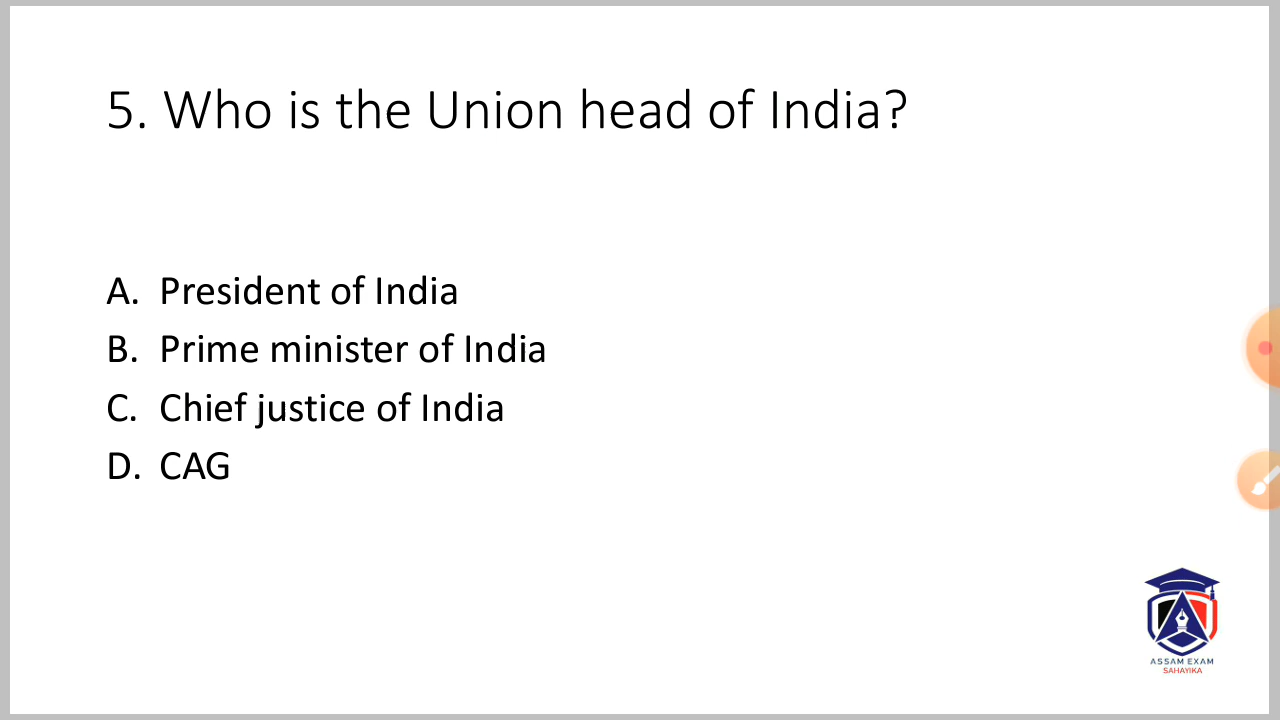 5. Who is the Union head of India?
A. President of India
B. Prime minister of India
C. Chief justice of India
D. CAG
ASSAM EXAM
SAHAYIKA